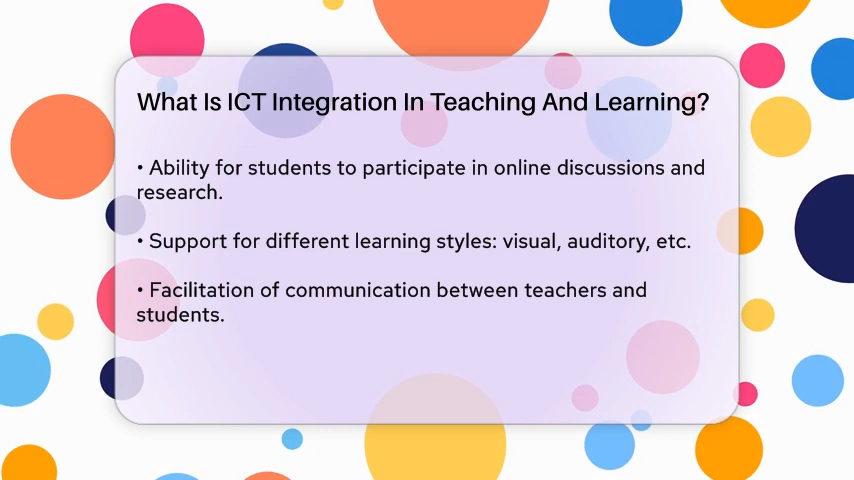 What Is ICT Integration In Teaching And Learning?
• Ability for students to participate in online discussions and
research.
• Support for different learning styles: visual, auditory, etc.
• Facilitation of communication between teachers and
students.